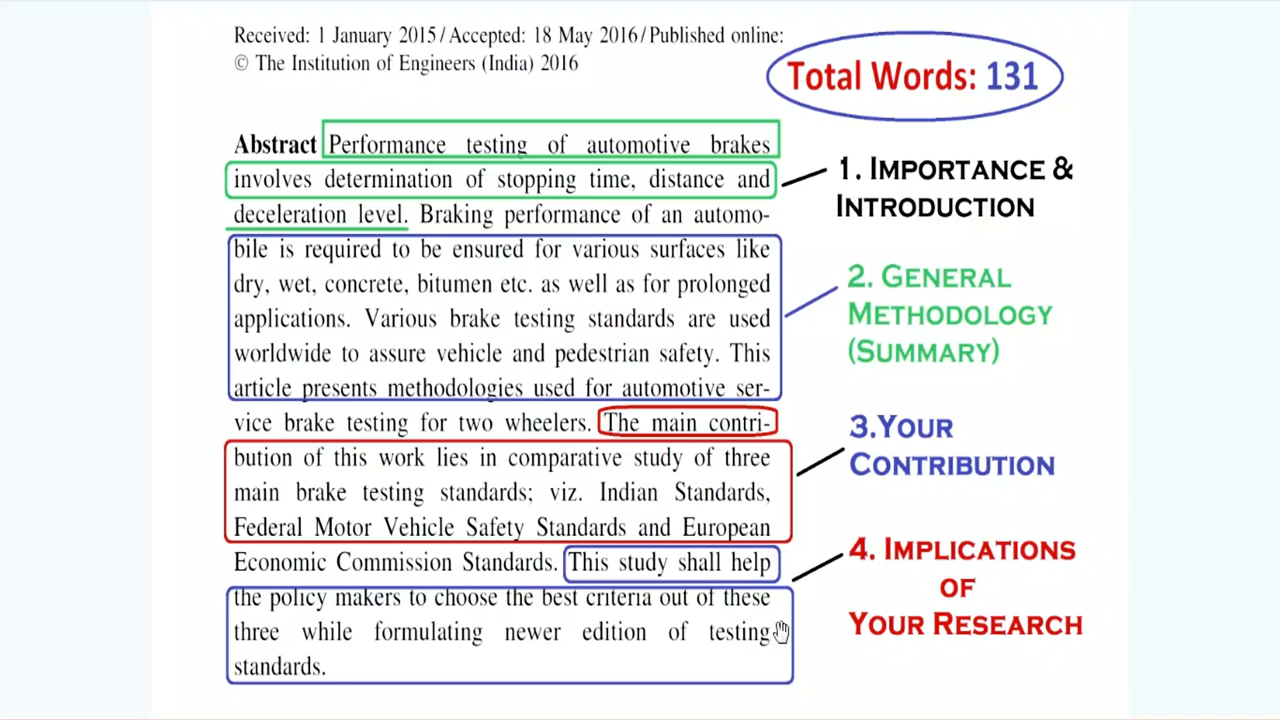 Received: 1 January 2015/Accepted: 18 May 2016/Published online:
© The Institution of Engineers (India) 2016
Total Words: 131
Abstract Performance testing of automotive brakes
involves determination of stopping time, distance and
deceleration level. Braking performance of an automo-
bile is required to be ensured for various surfaces like
dry, wet, concrete, bitumen etc. as well as for prolonged
applications. Various brake testing standards are used
worldwide to assure vehicle and pedestrian safety. This
article presents methodologies used for automotive ser-
vice brake testing for two wheelers. The main contri-
bution of this work lies in comparative study of three
main brake testing standards; viz. Indian Standards,
Federal Motor Vehicle Safety Standards and European
Economic Commission Standards. This study shall help
the policy makers to choose the best criteria out of these
three while formulating newer edition of testing
standards.
1. IMPORTANCE &
INTRODUCTION
2. GENERAL
METHODOLOGY
(SUMMARY)
3.YOUR
CONTRIBUTION
4. IMPLICATIONS
OF
YOUR RESEARCH